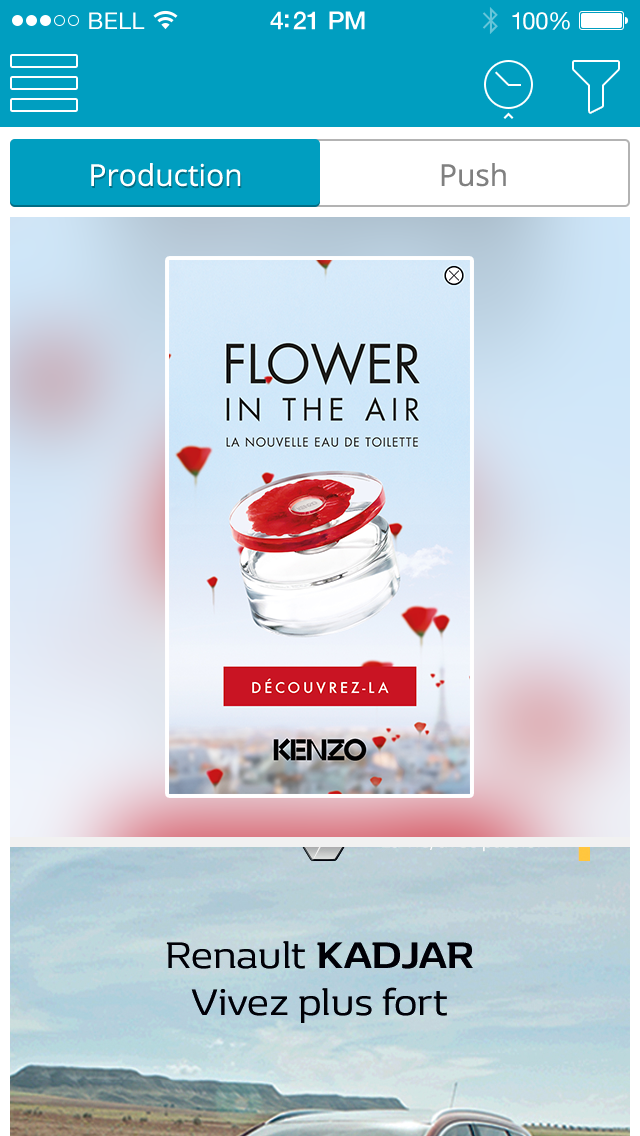 BELL 4:21 PM 100%
Production Push
FLOWER
IN THE AIR
LA NOUVELLE EAU DE TOILETTE
DÉCOUVREZ-LA
KENZO
Renault KADJAR
Vivez plus fort